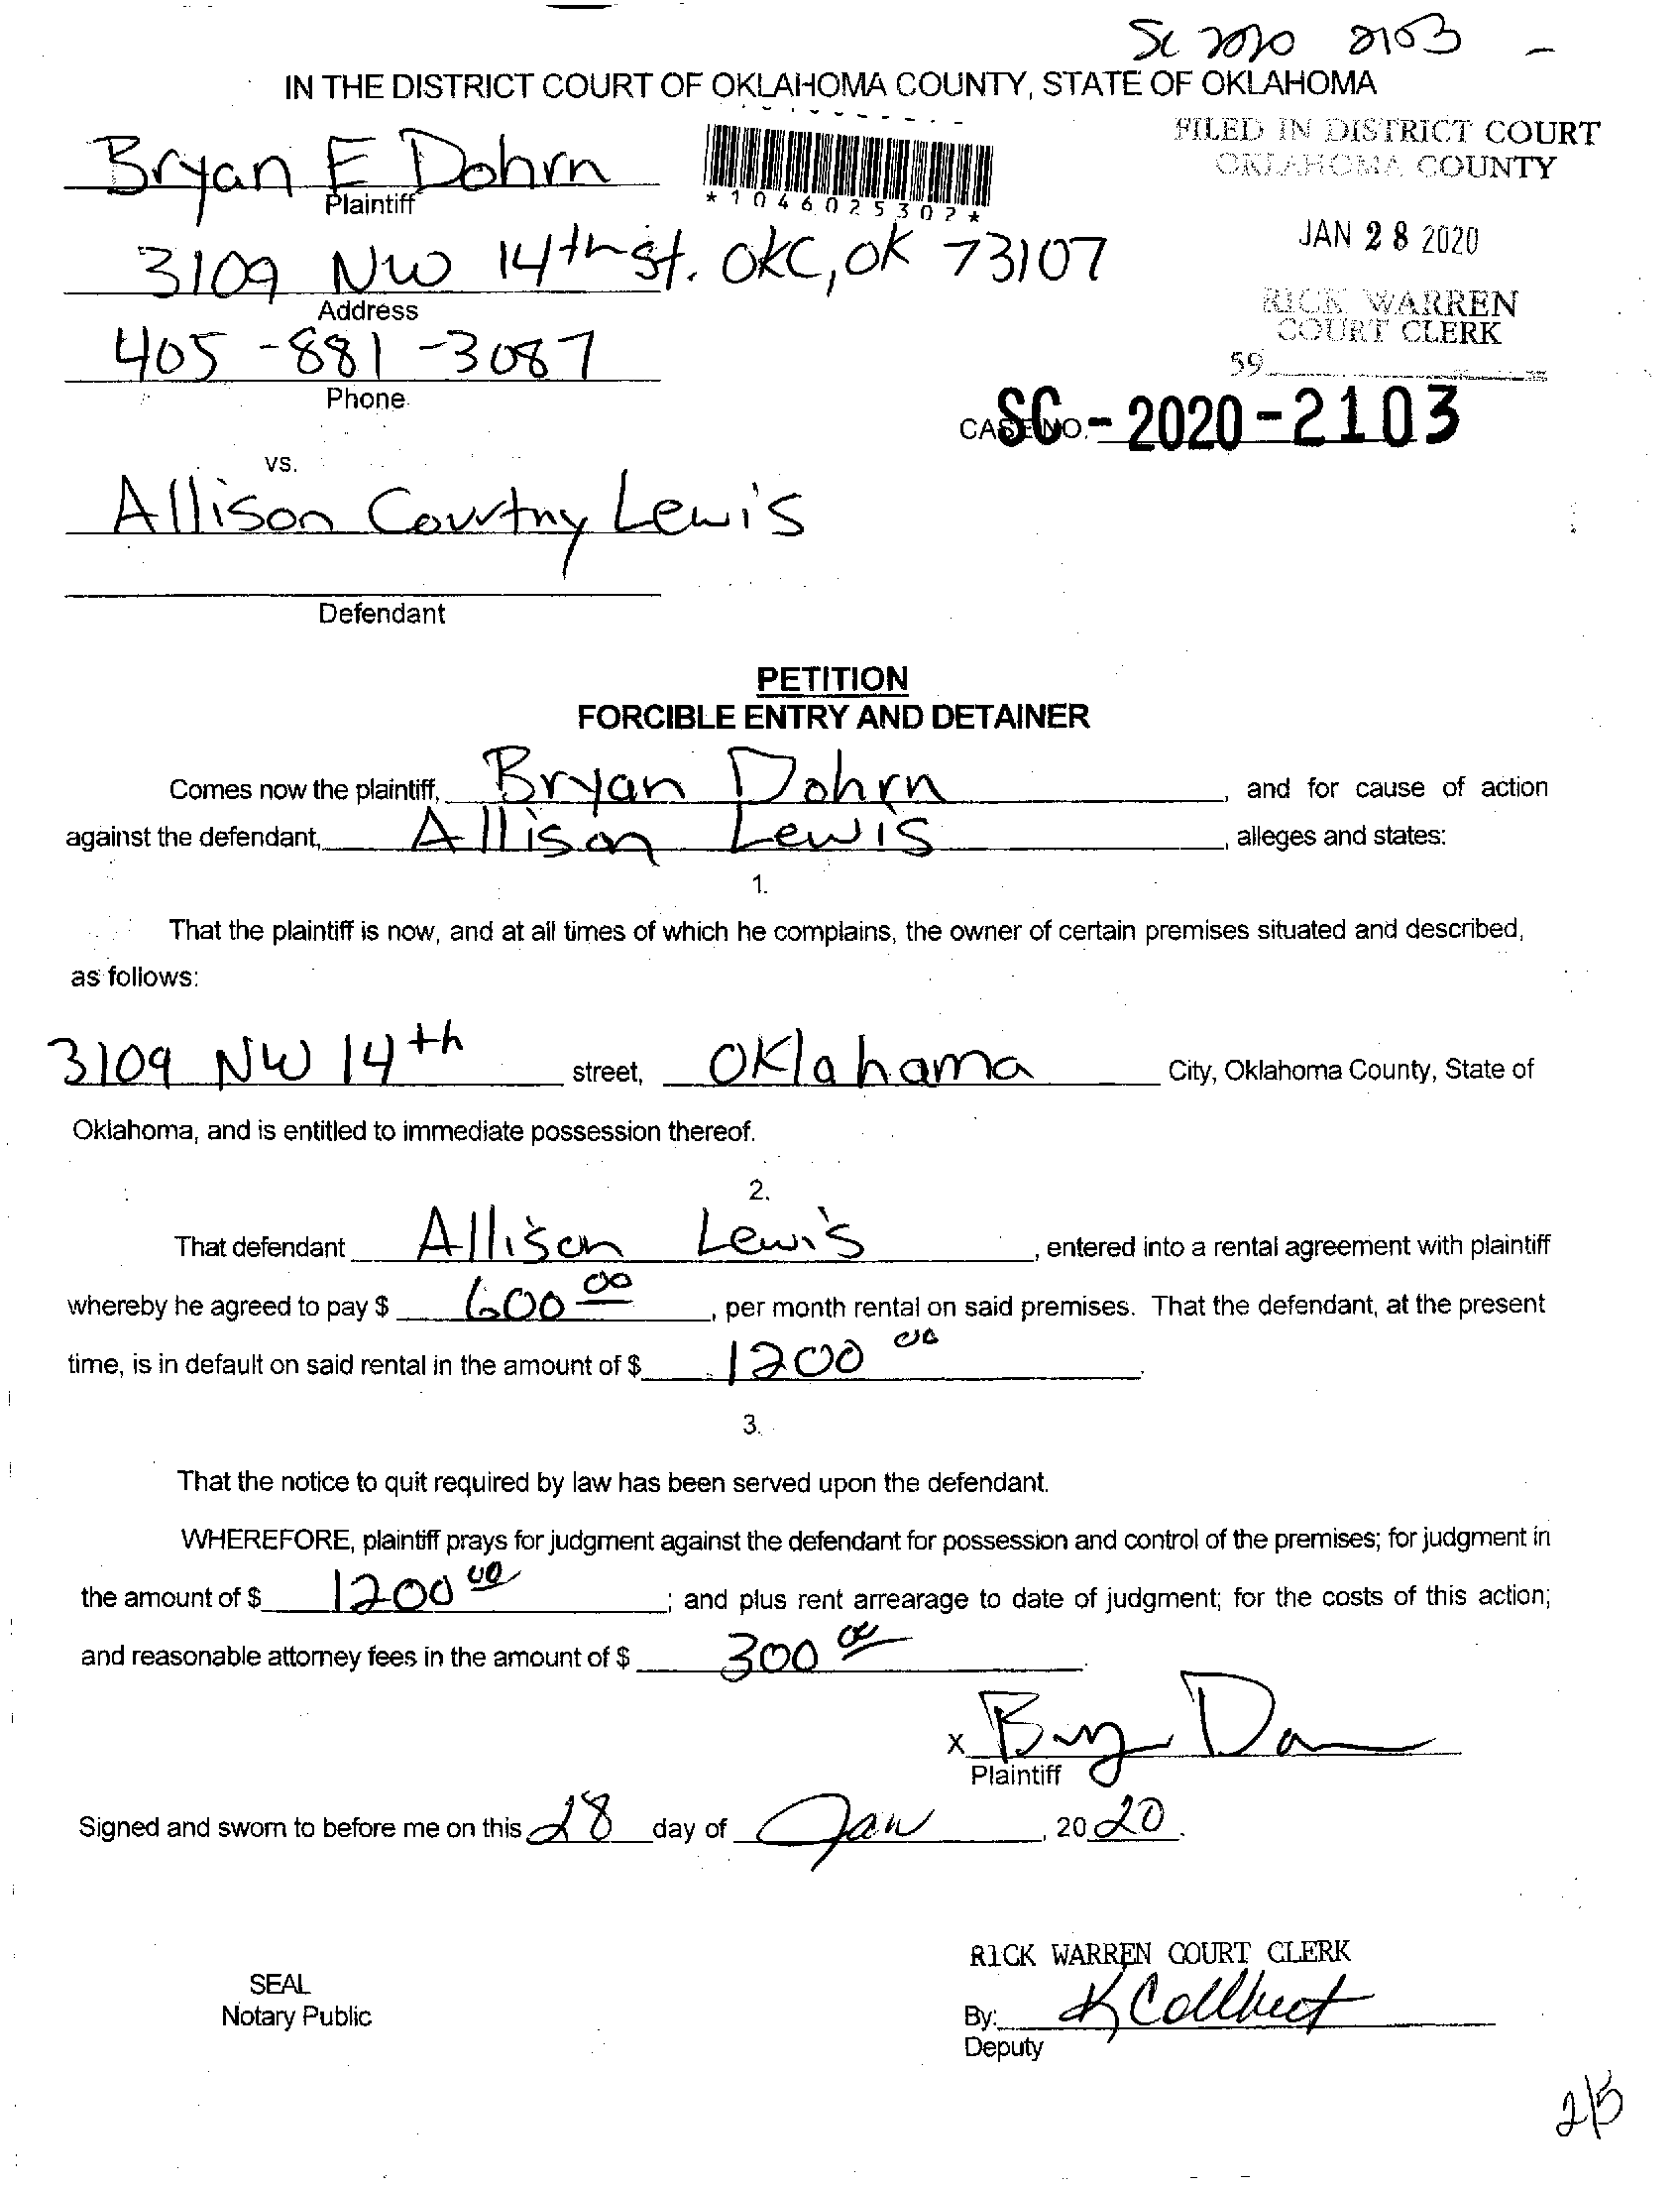 SC 2020 2103 -
IN THE DISTRICT COURT OF OKLAHOMA COUNTY, STATE OF OKLAHOMA
FILED IN DISTRICT COURT
OKLAHOMA COUNTY
Bryan E Dohrn
Plaintiff
*1046025302*
JAN 28 2020
3109 NW 14th st. OKC, OK 73107
Address
RICK WARREN
COURT CLERK
405-881-3087
59
Phone
CASE NO. SC-2020-2103
vs.
Allison Courtny Lewis
Defendant
PETITION
FORCIBLE ENTRY AND DETAINER
Comes now the plaintiff, Bryan Dohrn, and for cause of action
against the defendant, Allison Lewis, alleges and states:
1.
That the plaintiff is now, and at all times of which he complains, the owner of certain premises situated and described,
as follows:
3109 NW 14th street, Oklahama City, Oklahoma County, State of
Oklahoma, and is entitled to immediate possession thereof.
2.
That defendant Allison Lewis, entered into a rental agreement with plaintiff
whereby he agreed to pay $ 600 00, per month rental on said premises. That the defendant, at the present
time, is in default on said rental in the amount of $ 1200 00.
3.
That the notice to quit required by law has been served upon the defendant.
WHEREFORE, plaintiff prays for judgment against the defendant for possession and control of the premises; for judgment in
the amount of $ 1200 00; and plus rent arrearage to date of judgment; for the costs of this action;
and reasonable attorney fees in the amount of $ 300 00.
X
Plaintiff
Signed and sworn to before me on this 28 day of Jan, 2020.
RICK WARREN COURT CLERK
SEAL
Notary Public
By: K Collbert
Deputy
2/5